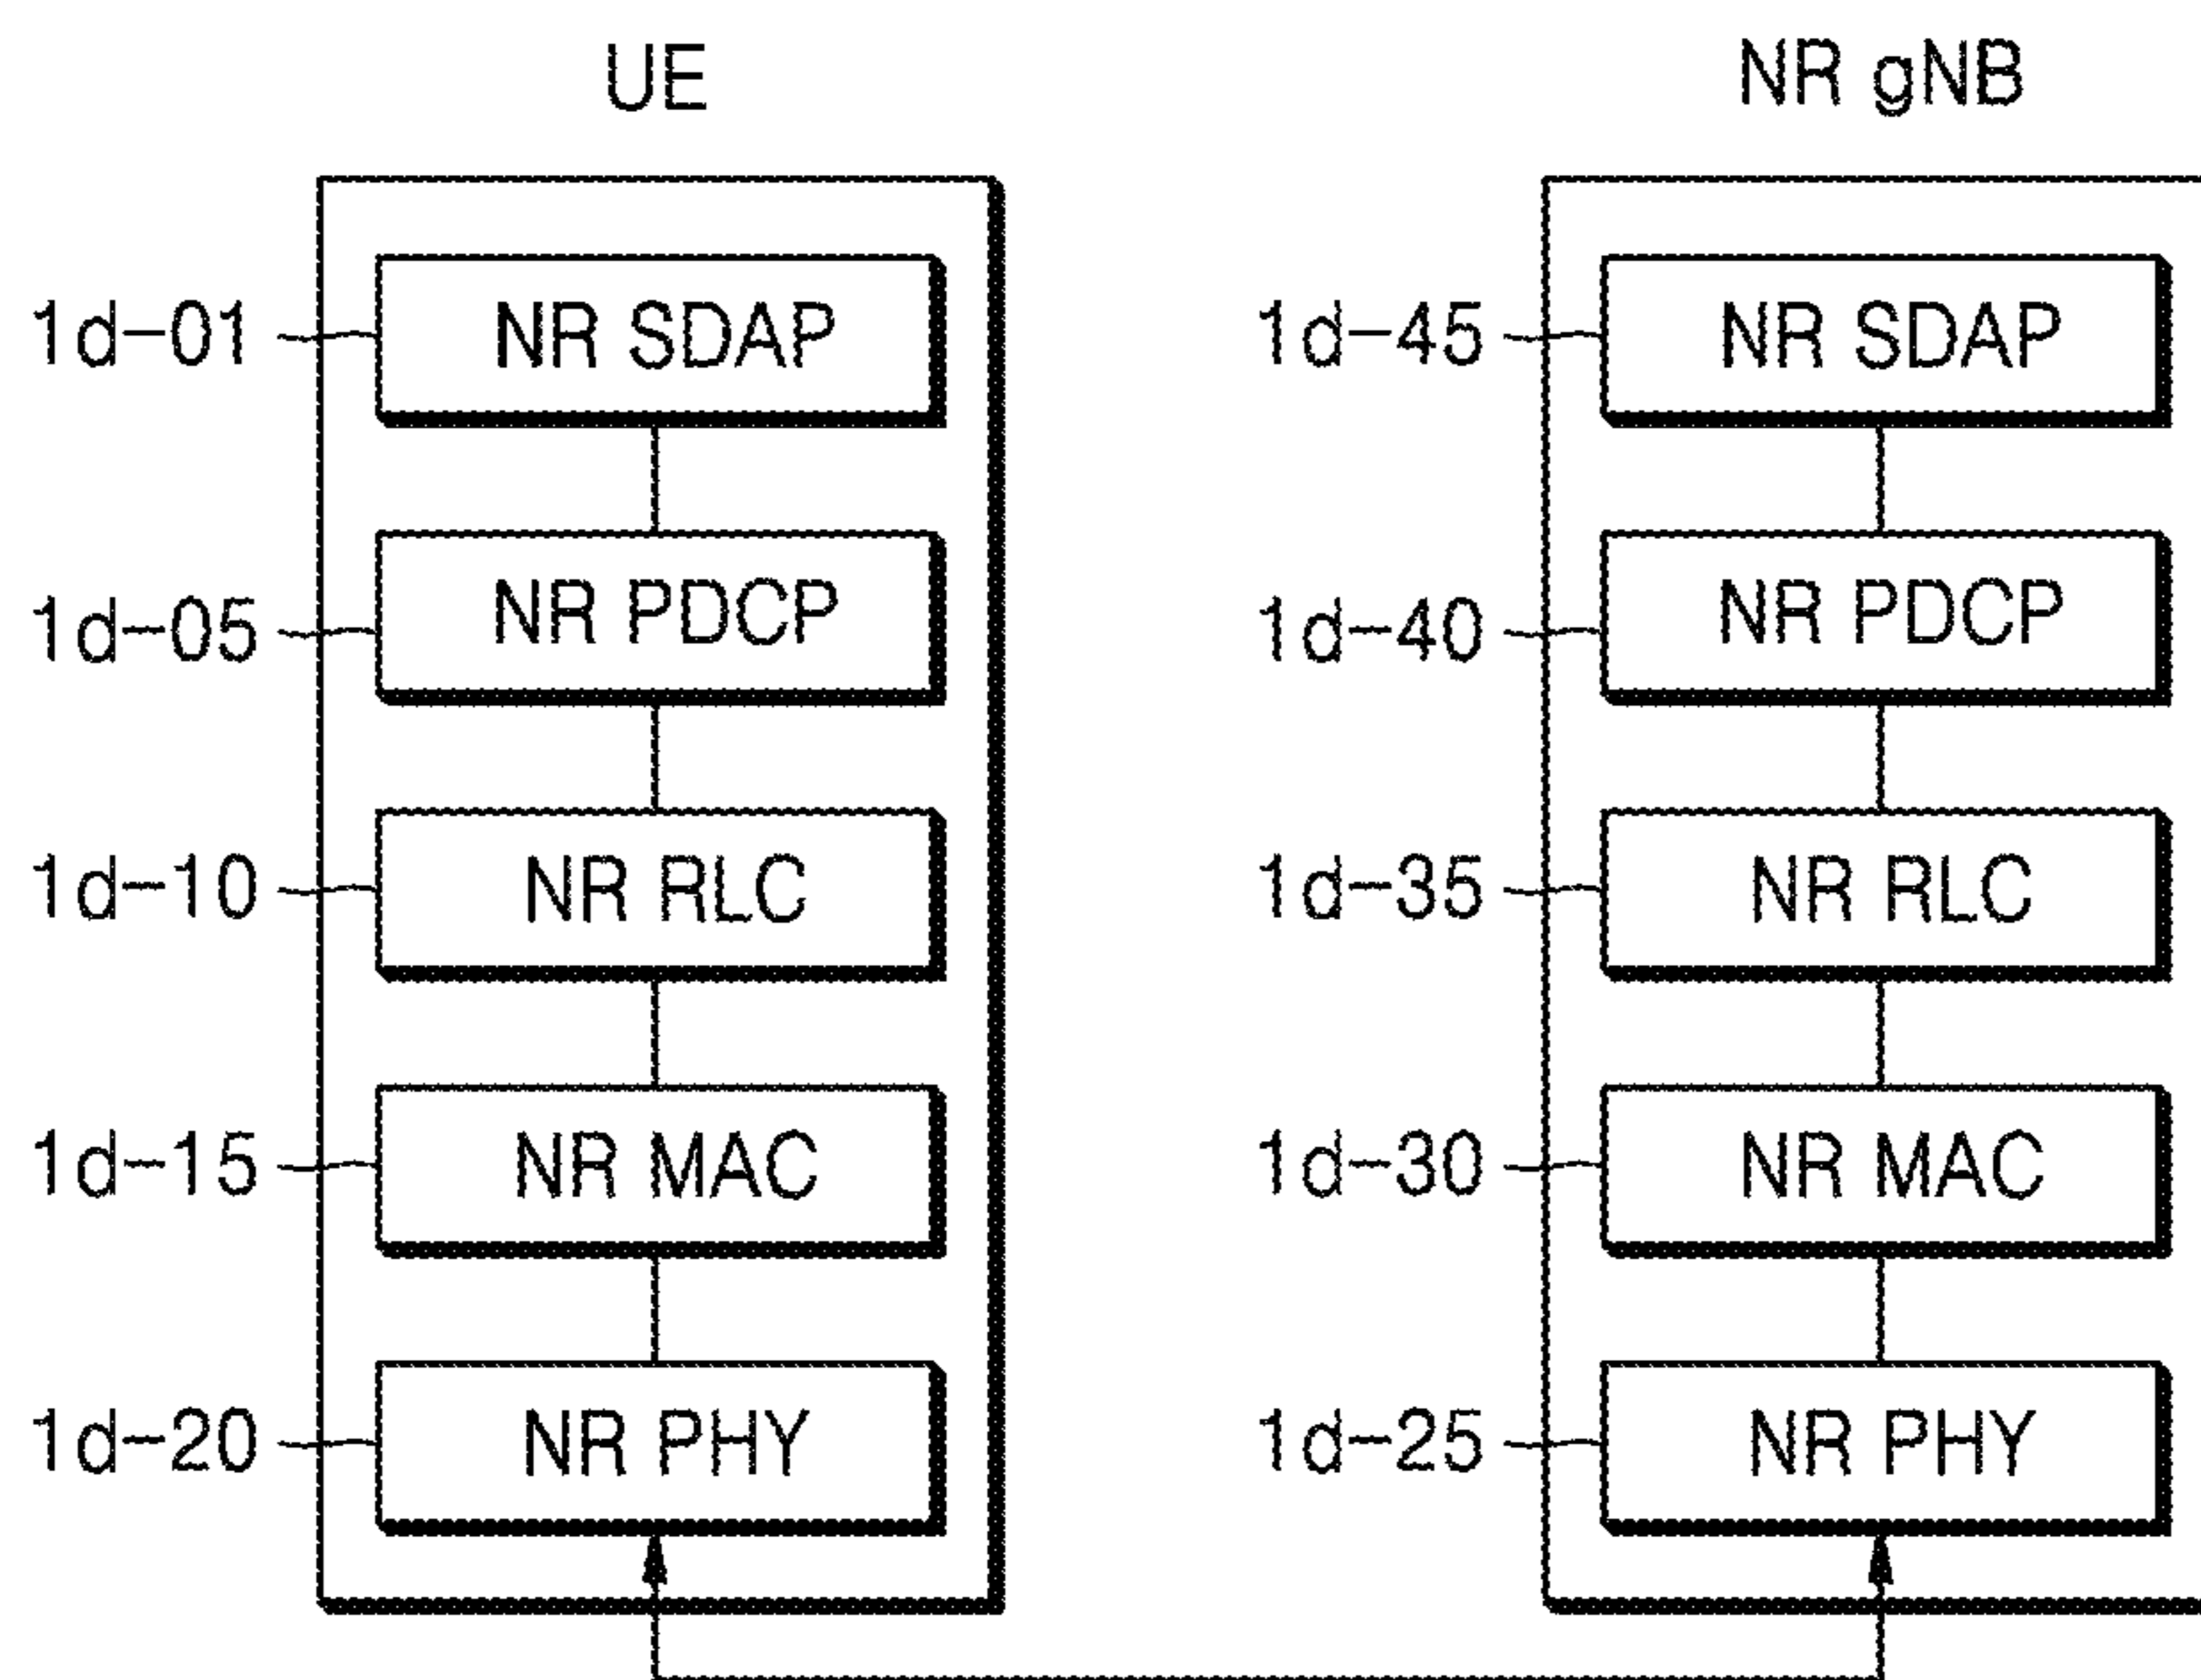 UE
NR gNB
1d-01
NR SDAP
1d-45
NR SDAP
1d-05
NR PDCP
1d-40
NR PDCP
1d-10
NR RLC
1d-35
NR RLC
1d-15
NR MAC
1d-30
NR MAC
1d-20
NR PHY
1d-25
NR PHY